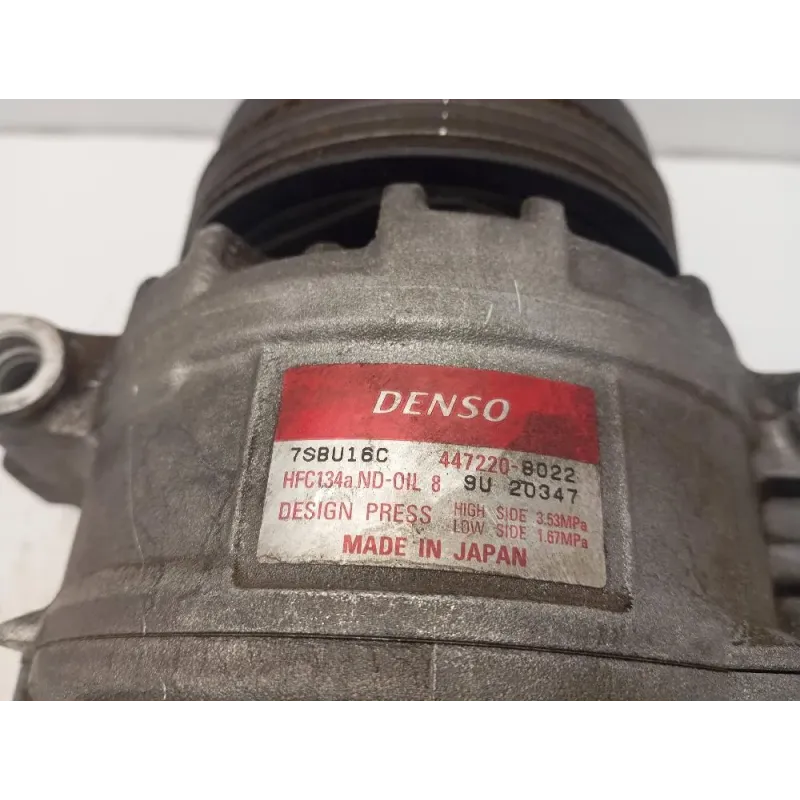 DENSO
7SBU16C 447220-8022
HFC134a ND-OIL 8 9U 20347
DESIGN PRESS HIGH SIDE 3.53MPa
LOW SIDE 1.67MPa
MADE IN JAPAN